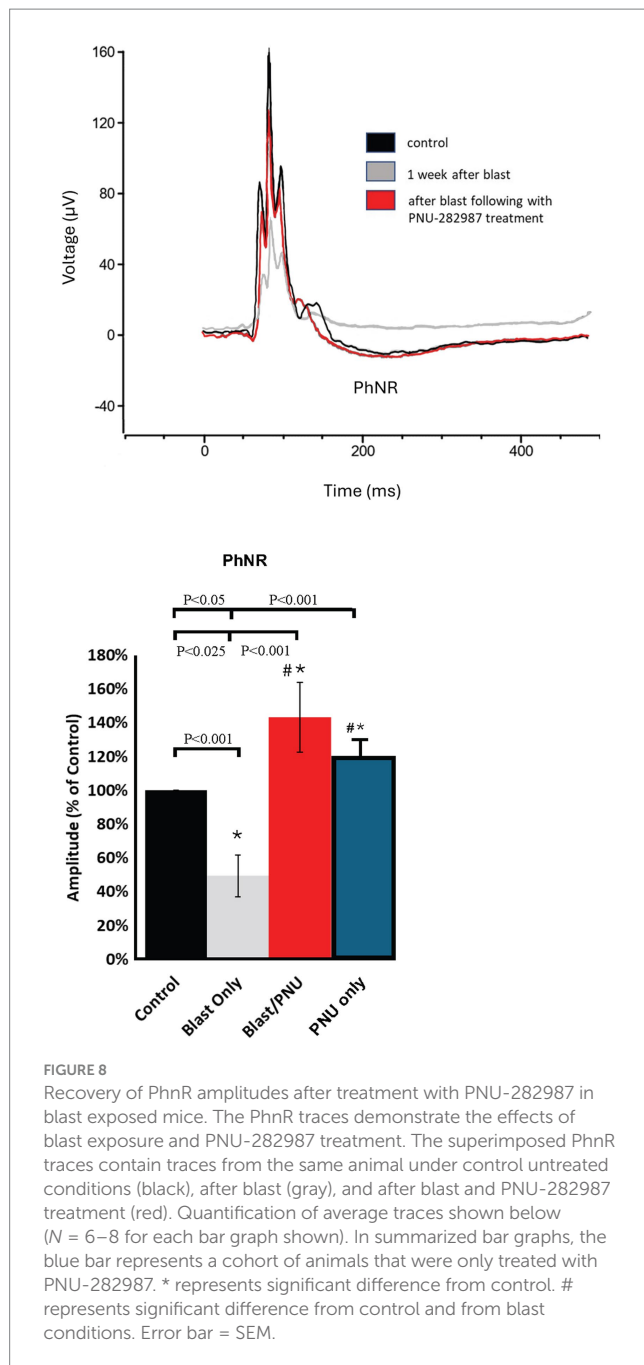 160
120
80
40
0
-40
Voltage (µV)
control
1 week after blast
after blast following with
PNU-282987 treatment
PhNR
0
200
400
Time (ms)
PhNR
P<0.05
P<0.001
P<0.025
P<0.001
P<0.001
180%
160%
140%
120%
100%
80%
60%
40%
20%
0%
Amplitude (% of Control)
*
# *
#*
Control
Blast Only
Blast/PNU
PNU only
FIGURE 8
Recovery of PhnR amplitudes after treatment with PNU-282987 in
blast exposed mice. The PhnR traces demonstrate the effects of
blast exposure and PNU-282987 treatment. The superimposed PhnR
traces contain traces from the same animal under control untreated
conditions (black), after blast (gray), and after blast and PNU-282987
treatment (red). Quantification of average traces shown below
(N = 6–8 for each bar graph shown). In summarized bar graphs, the
blue bar represents a cohort of animals that were only treated with
PNU-282987. * represents significant difference from control. #
represents significant difference from control and from blast
conditions. Error bar = SEM.